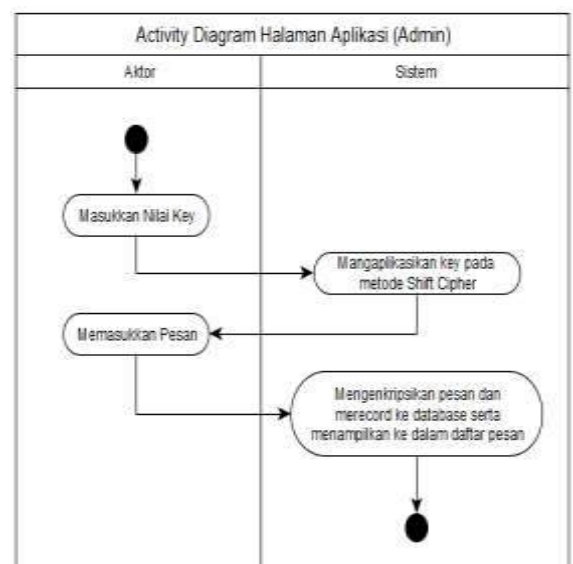 Activity Diagram Halaman Aplikasi (Admin)
Aktor
Sistem
Masukkan Nilai Key
Mangaplikasikan key pada
metode Shift Cipher
Memasukkan Pesan
Mengenkripsikan pesan dan
merecord ke database serta
menampilkan ke dalam daftar pesan